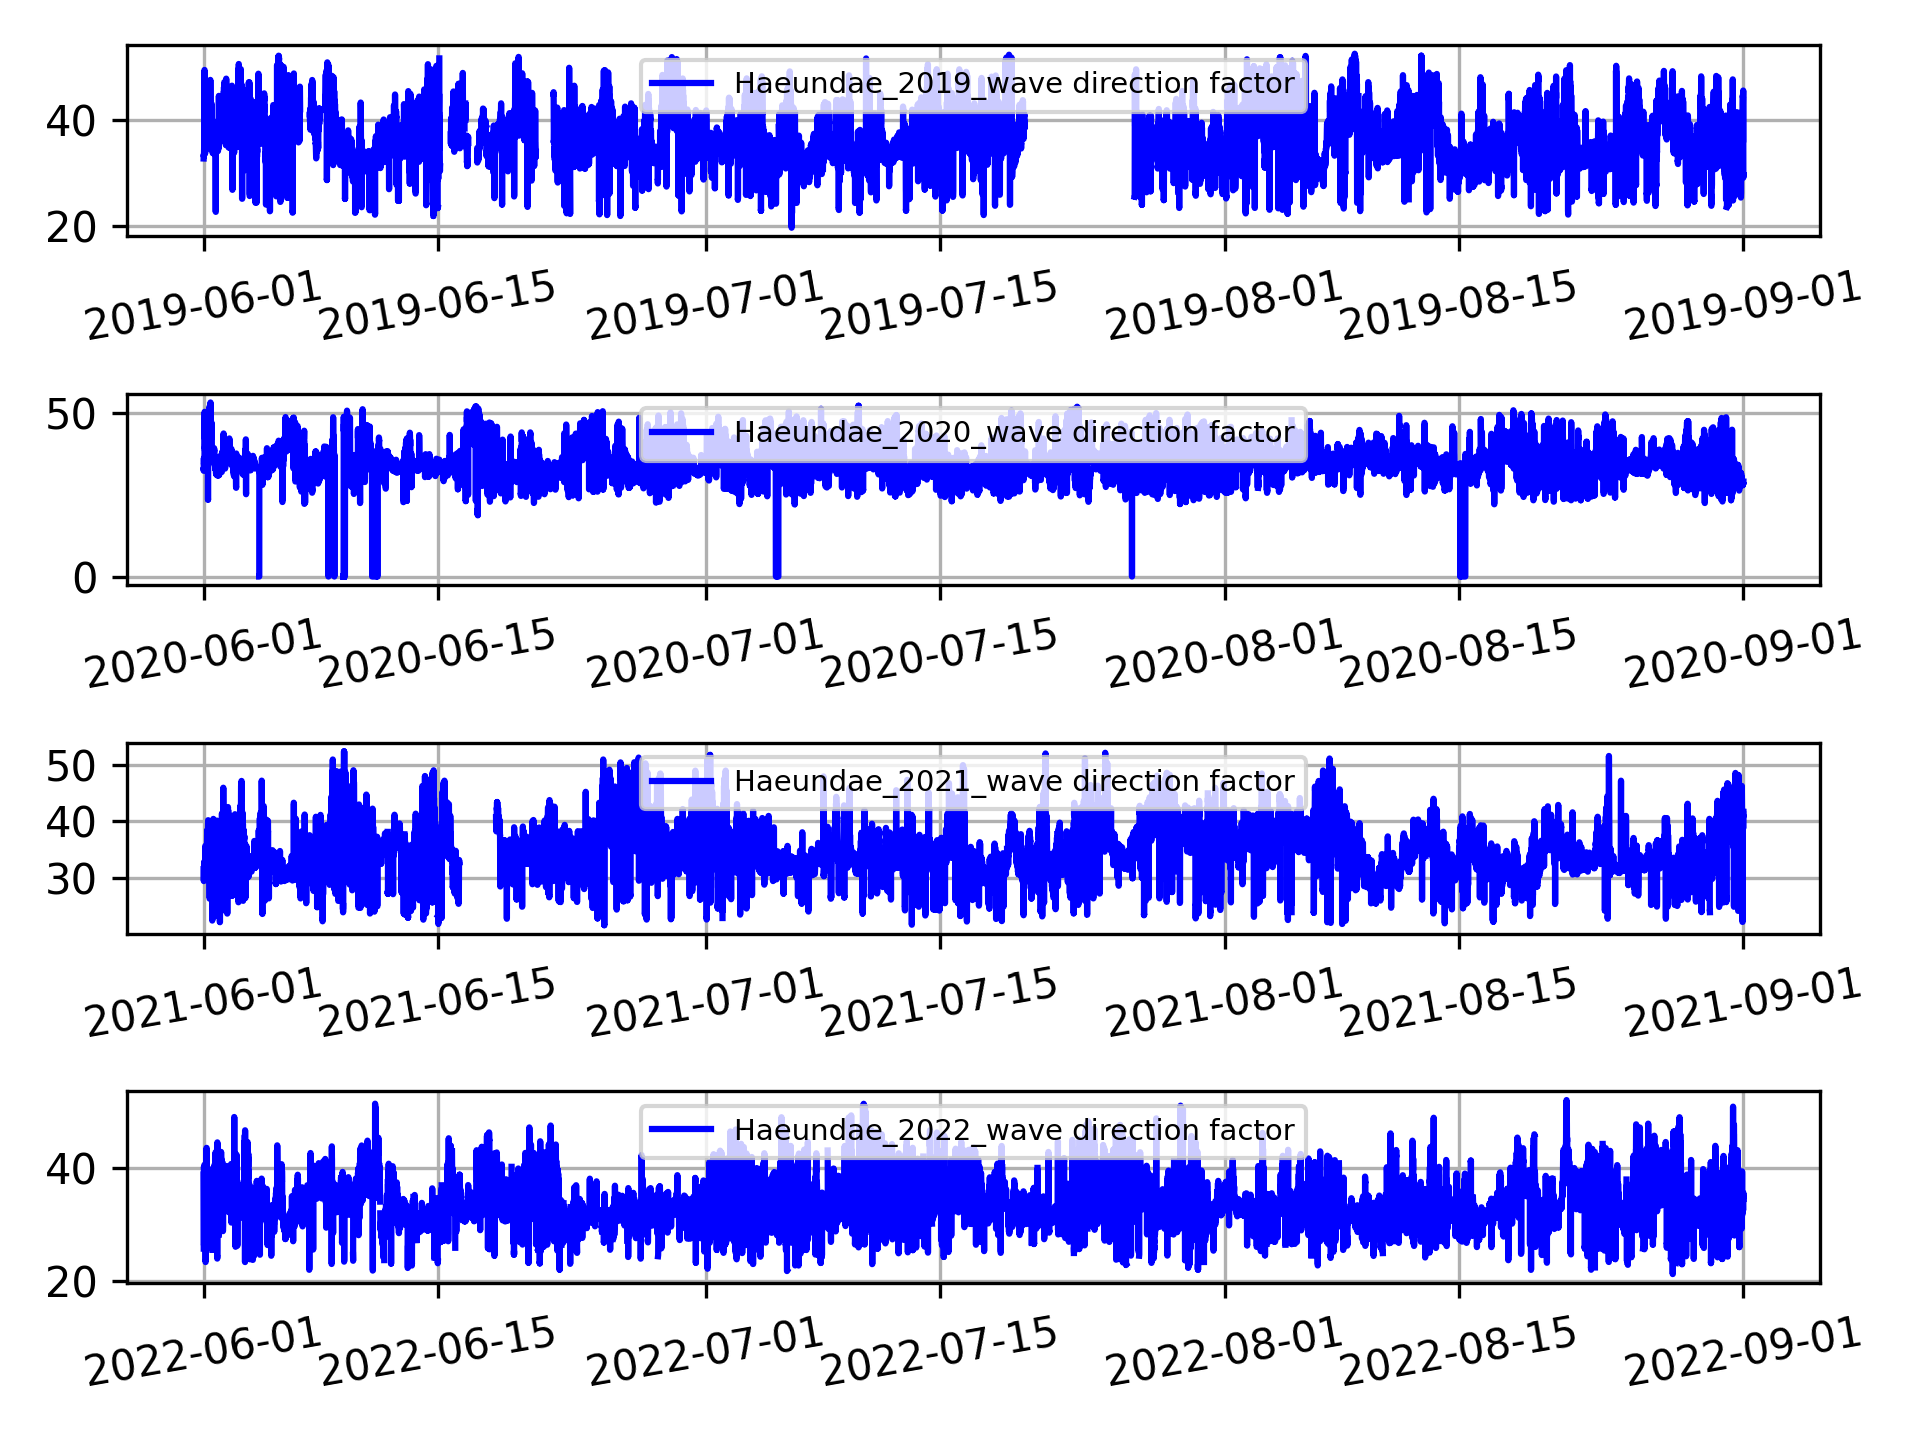 Haeundae_2019_wave direction factor
40
20
2019-06-01 2019-06-15 2019-07-01 2019-07-15 2019-08-01 2019-08-15 2019-09-01
Haeundae_2020_wave direction factor
50
0
2020-06-01 2020-06-15 2020-07-01 2020-07-15 2020-08-01 2020-08-15 2020-09-01
Haeundae_2021_wave direction factor
50
40
30
2021-06-01 2021-06-15 2021-07-01 2021-07-15 2021-08-01 2021-08-15 2021-09-01
Haeundae_2022_wave direction factor
40
20
2022-06-01 2022-06-15 2022-07-01 2022-07-15 2022-08-01 2022-08-15 2022-09-01